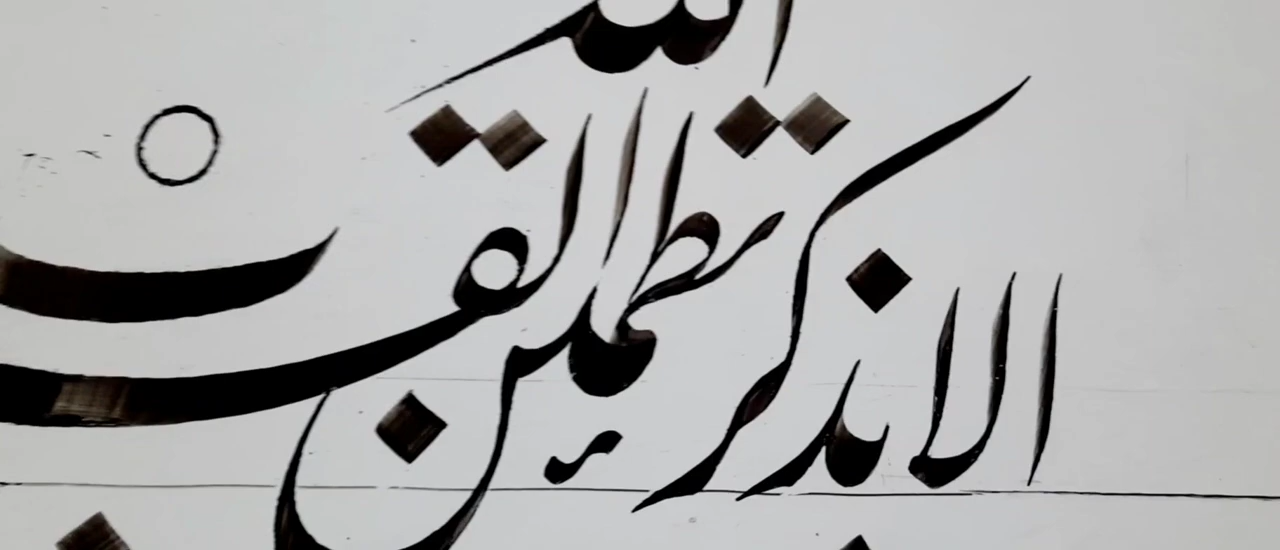 الا بذکر الله
تطمئن القلوب